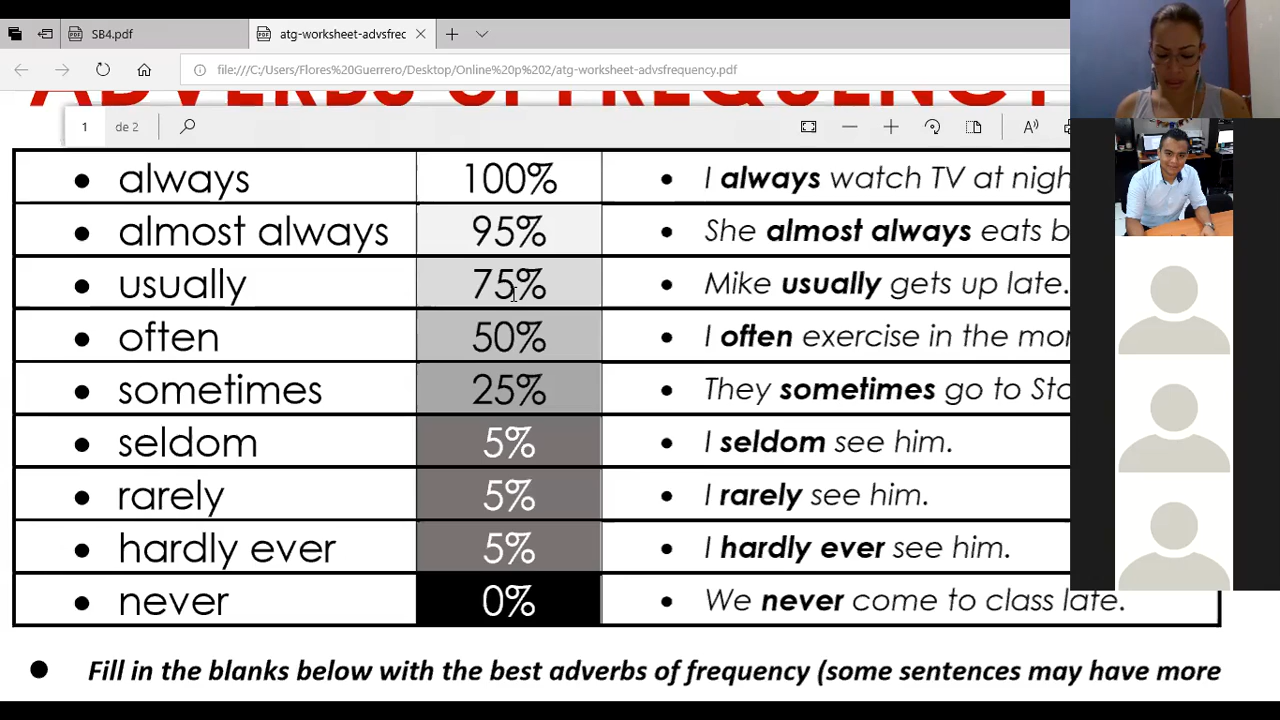 SB4.pdf
atg-worksheet-advsfrec
file:///C:/Users/Flores%20Guerrero/Desktop/Online%20p%202/atg-worksheet-advsfrequency.pdf
ADVERBS OF FREQUENCY
1 de 2
• always 100% • I always watch TV at nigh
• almost always 95% • She almost always eats b
• usually 75% • Mike usually gets up late.
• often 50% • I often exercise in the mo
• sometimes 25% • They sometimes go to Sta
• seldom 5% • I seldom see him.
• rarely 5% • I rarely see him.
• hardly ever 5% • I hardly ever see him.
• never 0% • We never come to class late.
• Fill in the blanks below with the best adverbs of frequency (some sentences may have more